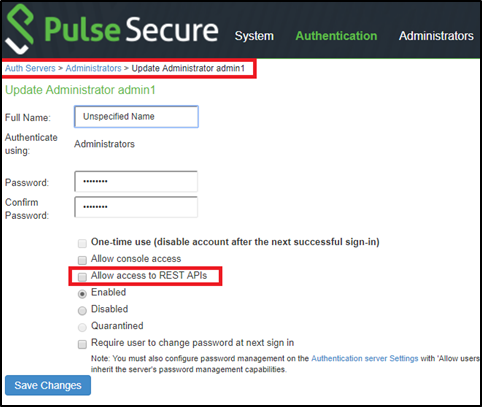 Pulse Secure System Authentication Administrators
Auth Servers > Administrators > Update Administrator admin1
Update Administrator admin1
Full Name: Unspecified Name
Authenticate
using: Administrators
Password: ••••••••
Confirm
Password: ••••••••
One-time use (disable account after the next successful sign-in)
Allow console access
Allow access to REST APIs
Enabled
Disabled
Quarantined
Require user to change password at next sign in
Note: You must also configure password management on the Authentication server Settings with 'Allow users
inherit the server's password management capabilities.
Save Changes